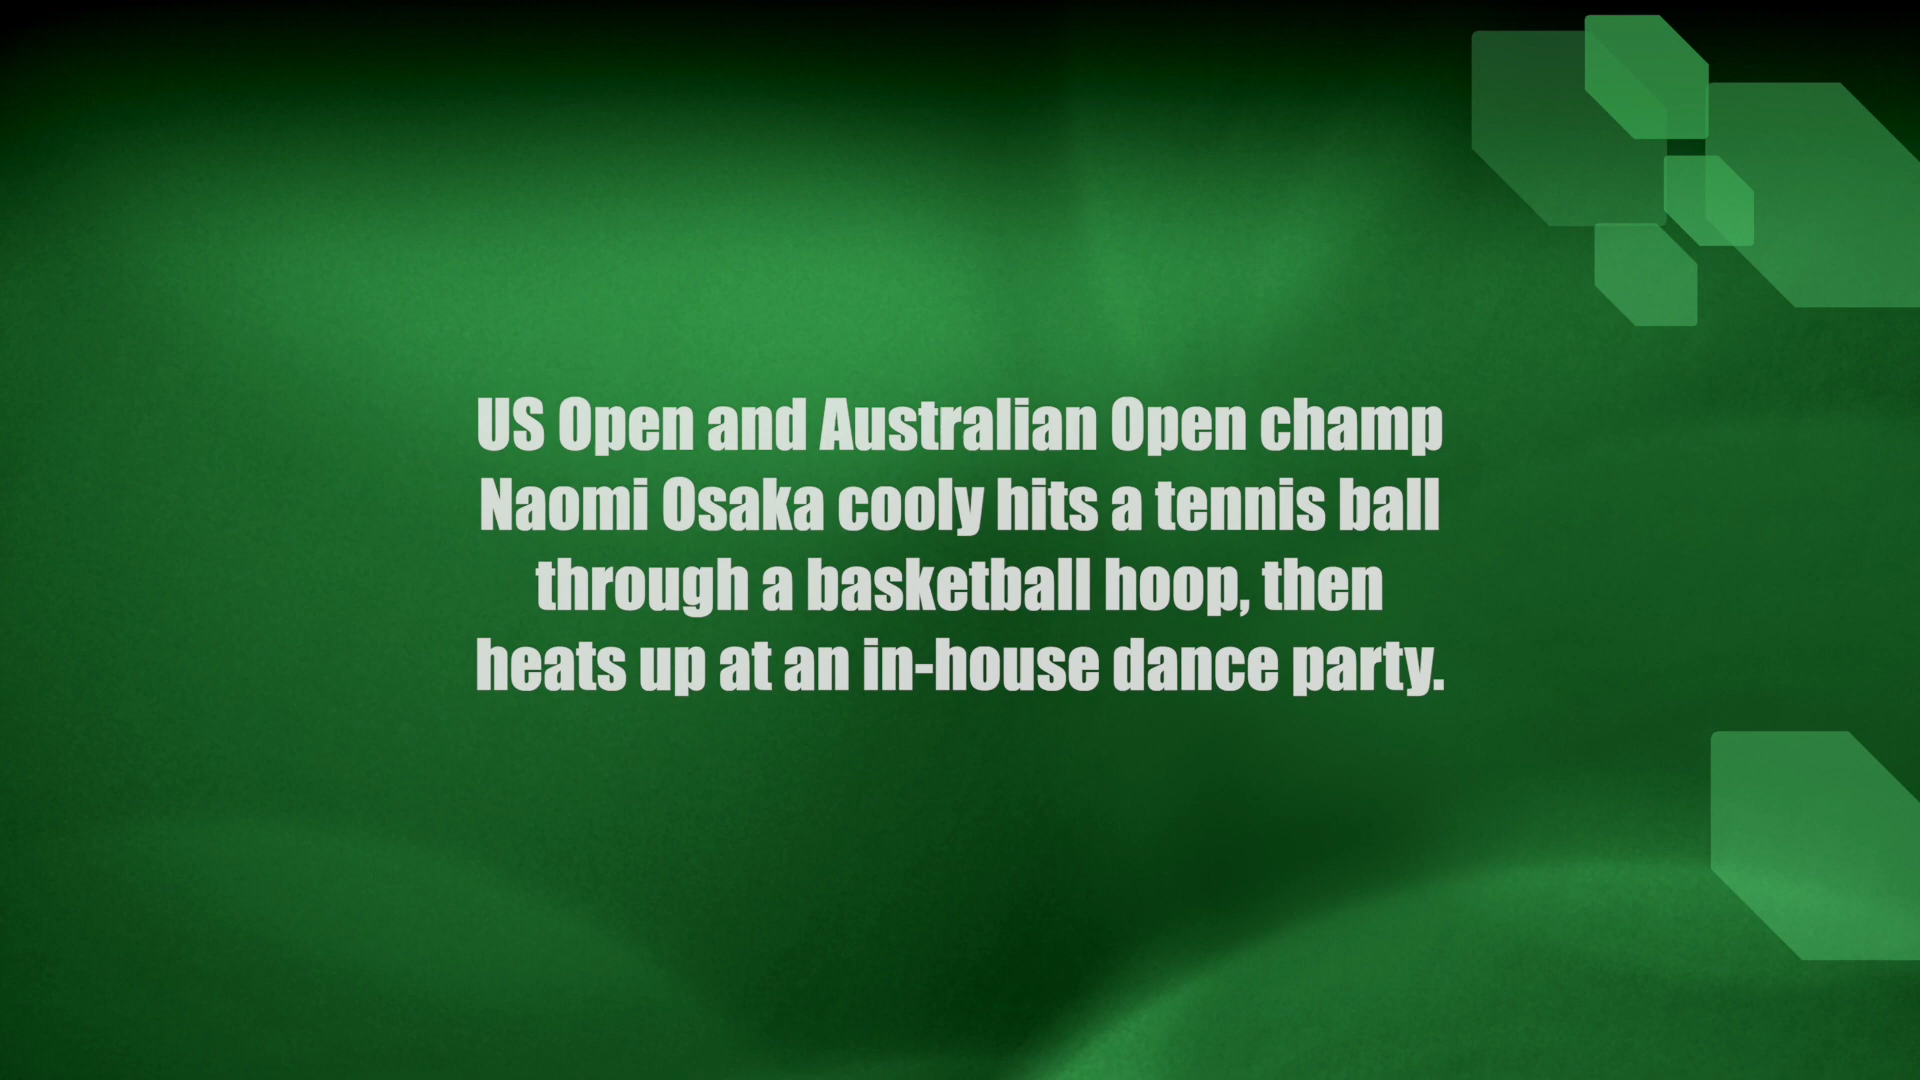 US Open and Australian Open champ
Naomi Osaka cooly hits a tennis ball
through a basketball hoop, then
heats up at an in-house dance party.